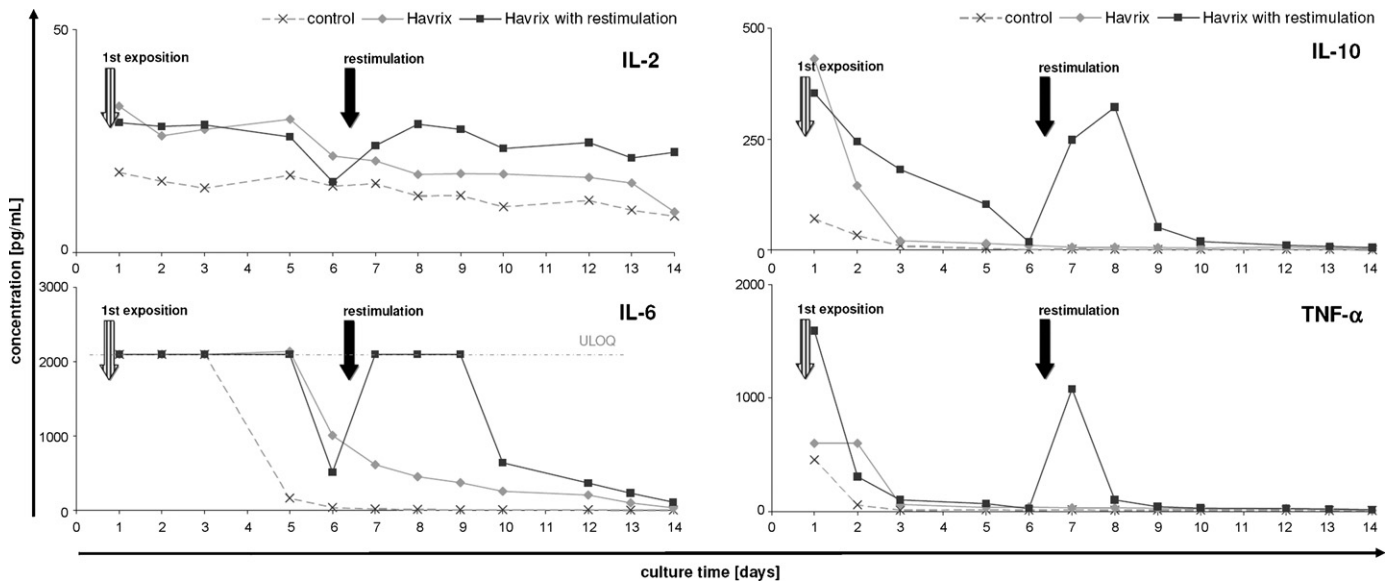 control Havrix Havrix with restimulation
50
1st exposition
restimulation
IL-2
0
0 1 2 3 4 5 6 7 8 9 10 11 12 13 14
control Havrix Havrix with restimulation
500
1st exposition
restimulation
IL-10
250
0
0 1 2 3 4 5 6 7 8 9 10 11 12 13 14
concentration [pg/mL]
3000
1st exposition
restimulation
IL-6
ULOQ
2000
1000
0
0 1 2 3 4 5 6 7 8 9 10 11 12 13 14
2000
1st exposition
restimulation
TNF-α
1000
0
0 1 2 3 4 5 6 7 8 9 10 11 12 13 14
culture time [days]